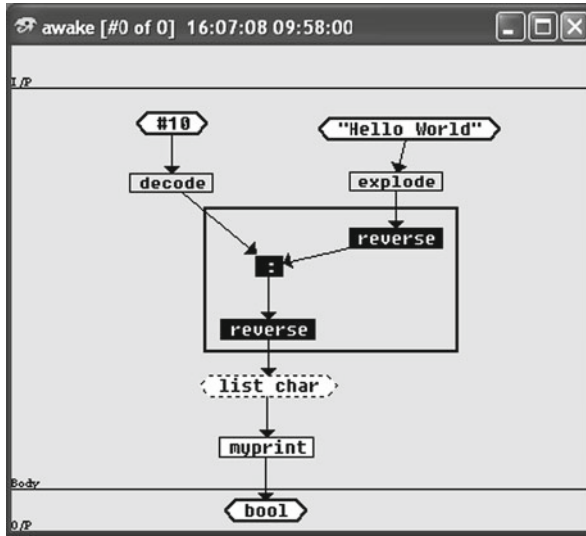 awake [#0 of 0] 16:07:08 09:58:00
I/P
#10
"Hello World"
decode
explode
reverse
:
reverse
list char
myprint
Body
bool
O/P